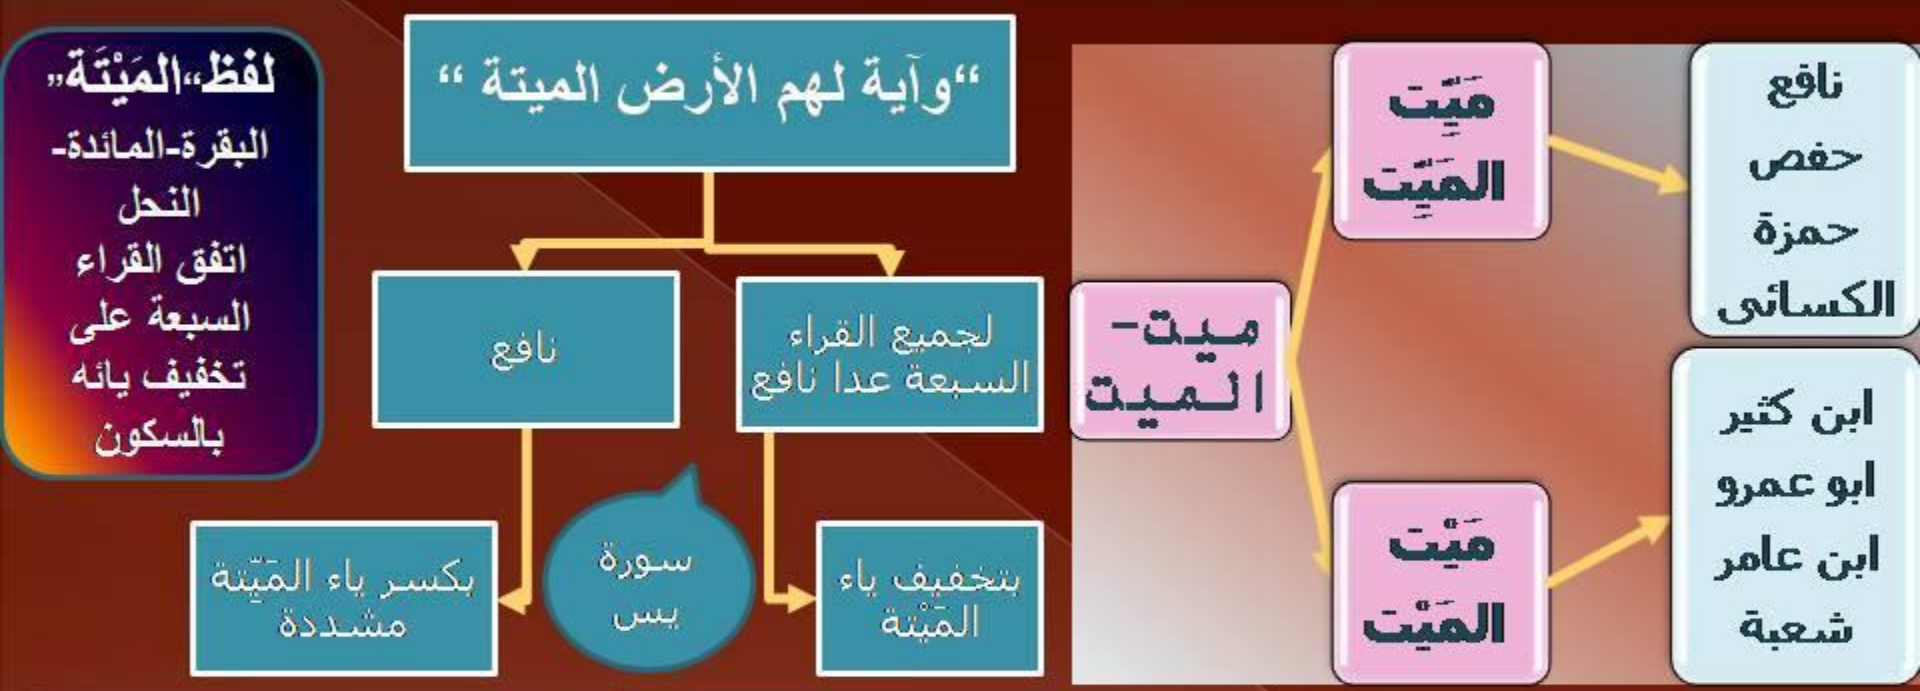 نافع
حفص
حمزة
الكسائى
مَيِّت
المَيِّت
ميت-
الميت
ابن كثير
ابو عمرو
ابن عامر
شعبة
مَيْت
المَيْت
“وآية لهم الأرض الميتة “
لجميع القراء
السبعة عدا نافع
نافع
بتخفيف ياء
المَيْتة
سورة
يس
بكسر ياء المَيِّتة
مشددة
لفظ“المَيْتَة”
البقرة-المائدة-
النحل
اتفق القراء
السبعة على
تخفيف يائه
بالسكون